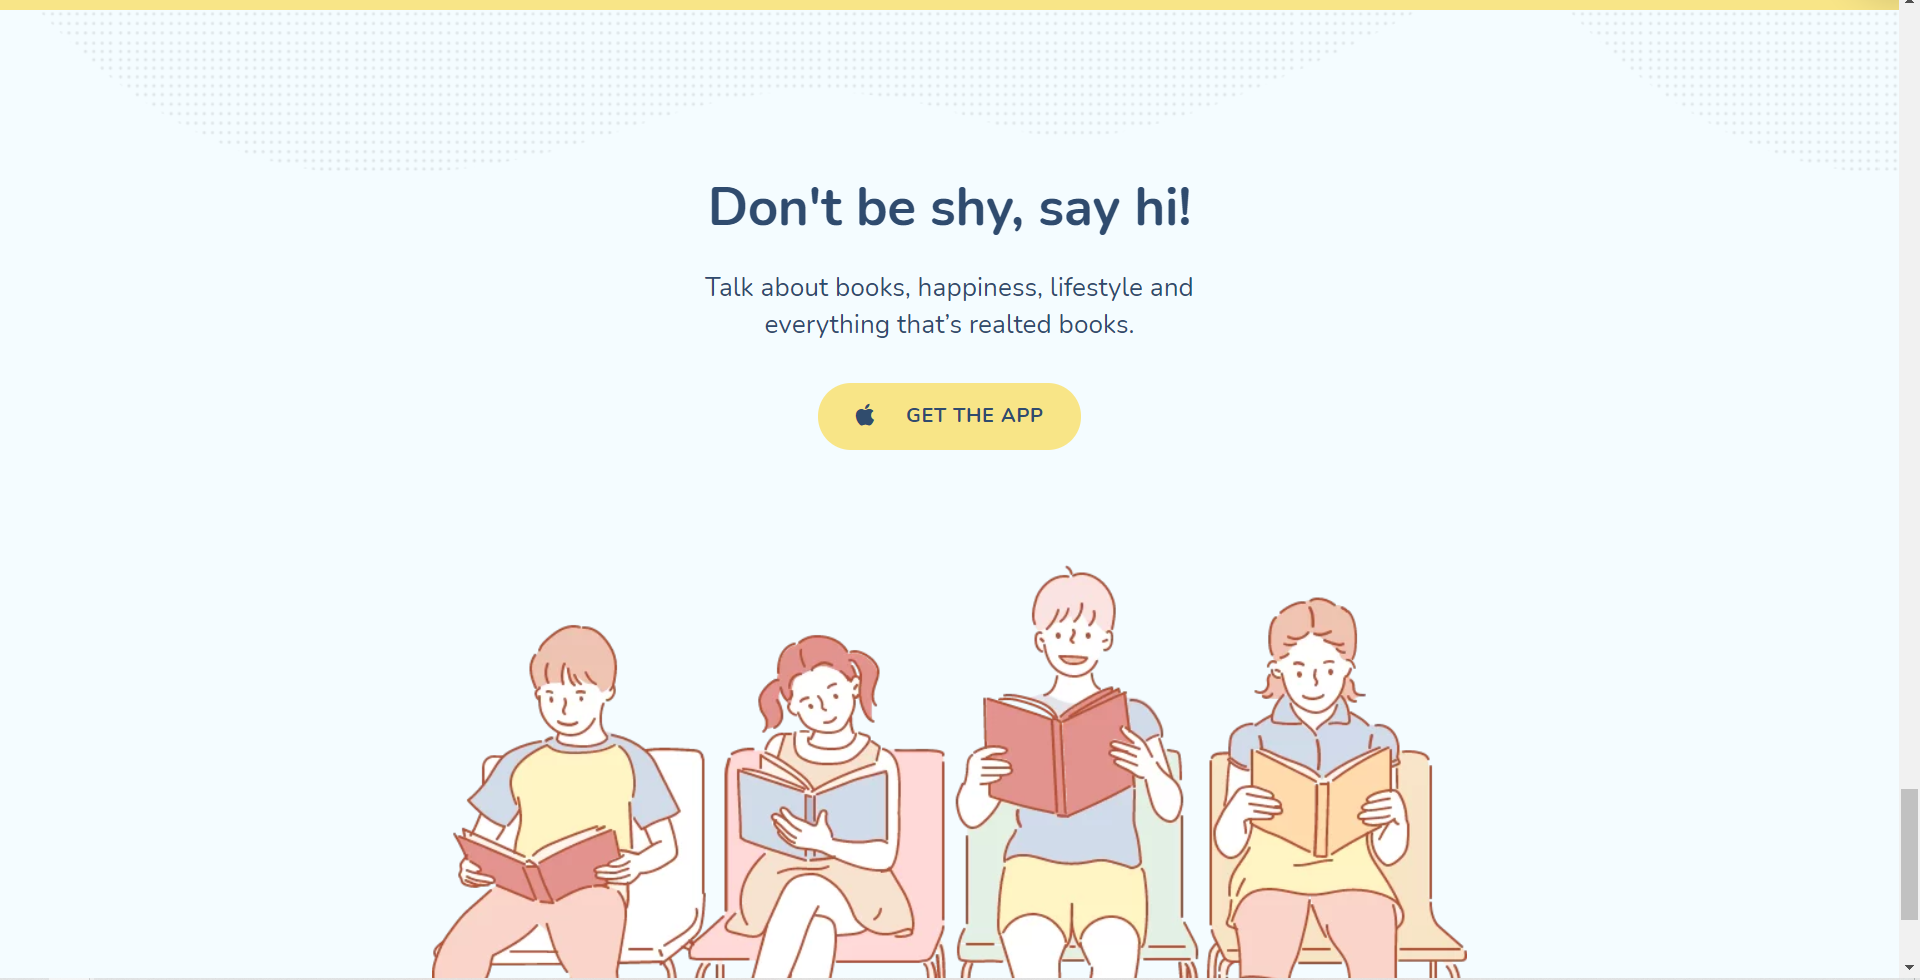 Don't be shy, say hi!
Talk about books, happiness, lifestyle and
everything that’s realted books.
GET THE APP